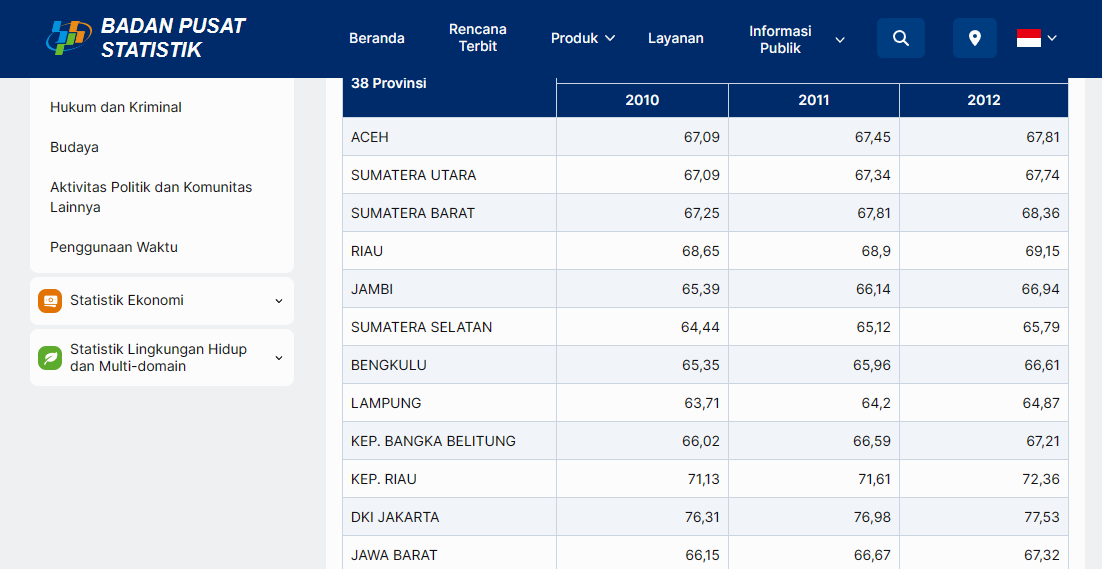 BADAN PUSAT
STATISTIK
Beranda
Rencana
Terbit
Produk
Layanan
Informasi
Publik
Hukum dan Kriminal
Budaya
Aktivitas Politik dan Komunitas
Lainnya
Penggunaan Waktu
Statistik Ekonomi
Statistik Lingkungan Hidup
dan Multi-domain
38 Provinsi
2010 2011 2012
ACEH 67,09 67,45 67,81
SUMATERA UTARA 67,09 67,34 67,74
SUMATERA BARAT 67,25 67,81 68,36
RIAU 68,65 68,9 69,15
JAMBI 65,39 66,14 66,94
SUMATERA SELATAN 64,44 65,12 65,79
BENGKULU 65,35 65,96 66,61
LAMPUNG 63,71 64,2 64,87
KEP. BANGKA BELITUNG 66,02 66,59 67,21
KEP. RIAU 71,13 71,61 72,36
DKI JAKARTA 76,31 76,98 77,53
JAWA BARAT 66,15 66,67 67,32